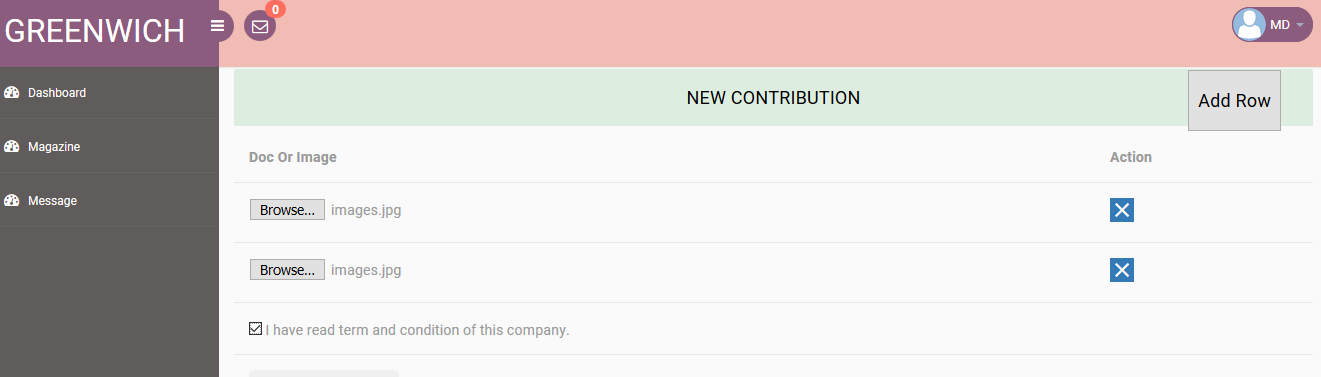 GREENWICH
0
MD
Dashboard
Magazine
Message
NEW CONTRIBUTION
Add Row
Doc Or Image Action
Browse... images.jpg
Browse... images.jpg
I have read term and condition of this company.